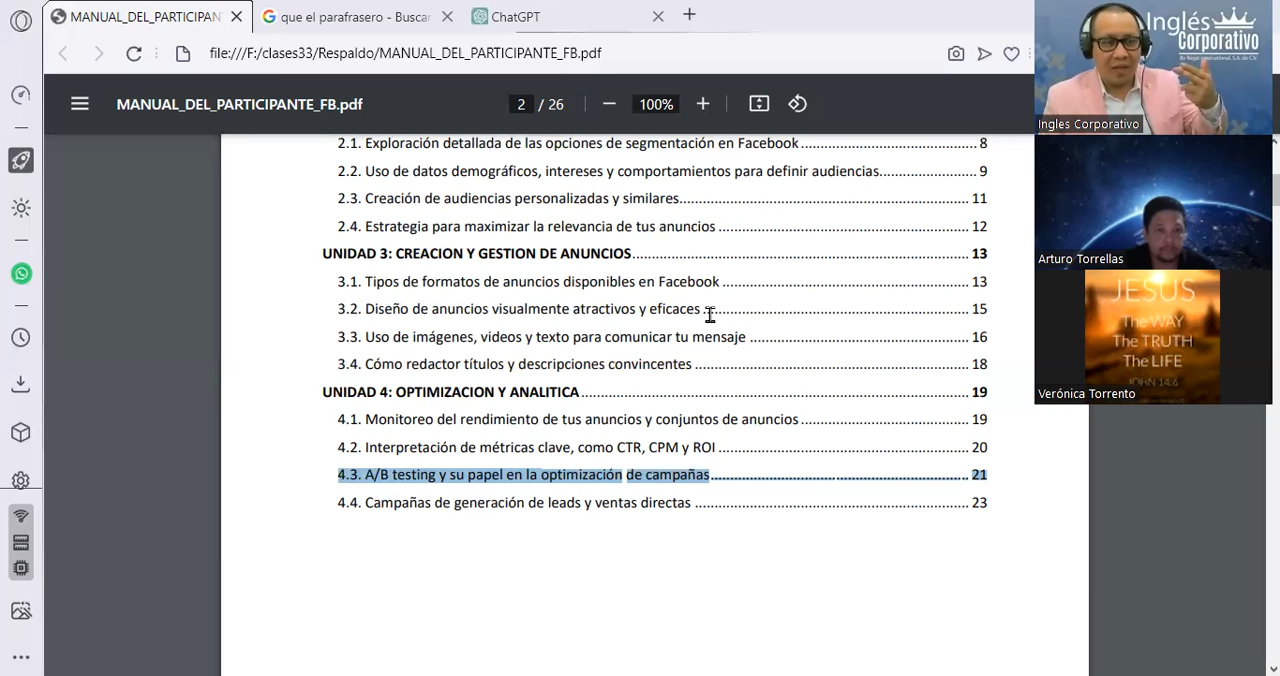 MANUAL_DEL_PARTICIPAN
que el parafrasero - Buscar
ChatGPT
file:///F:/clases33/Respaldo/MANUAL_DEL_PARTICIPANTE_FB.pdf
MANUAL_DEL_PARTICIPANTE_FB.pdf
2 / 26
100%
2.1. Exploración detallada de las opciones de segmentación en Facebook 8
2.2. Uso de datos demográficos, intereses y comportamientos para definir audiencias 9
2.3. Creación de audiencias personalizadas y similares 11
2.4. Estrategia para maximizar la relevancia de tus anuncios 12
UNIDAD 3: CREACION Y GESTION DE ANUNCIOS 13
3.1. Tipos de formatos de anuncios disponibles en Facebook 13
3.2. Diseño de anuncios visualmente atractivos y eficaces 15
3.3. Uso de imágenes, videos y texto para comunicar tu mensaje 16
3.4. Cómo redactar títulos y descripciones convincentes 18
UNIDAD 4: OPTIMIZACION Y ANALITICA 19
4.1. Monitoreo del rendimiento de tus anuncios y conjuntos de anuncios 19
4.2. Interpretación de métricas clave, como CTR, CPM y ROI 20
4.3. A/B testing y su papel en la optimización de campañas 21
4.4. Campañas de generación de leads y ventas directas 23
Inglés
Corporativo
By Regal International, S.A. de C.V.
Ingles Corporativo
Arturo Torrellas
JESUS
The WAY
The TRUTH
The LIFE
JOHN 14:6
Verónica Torrento